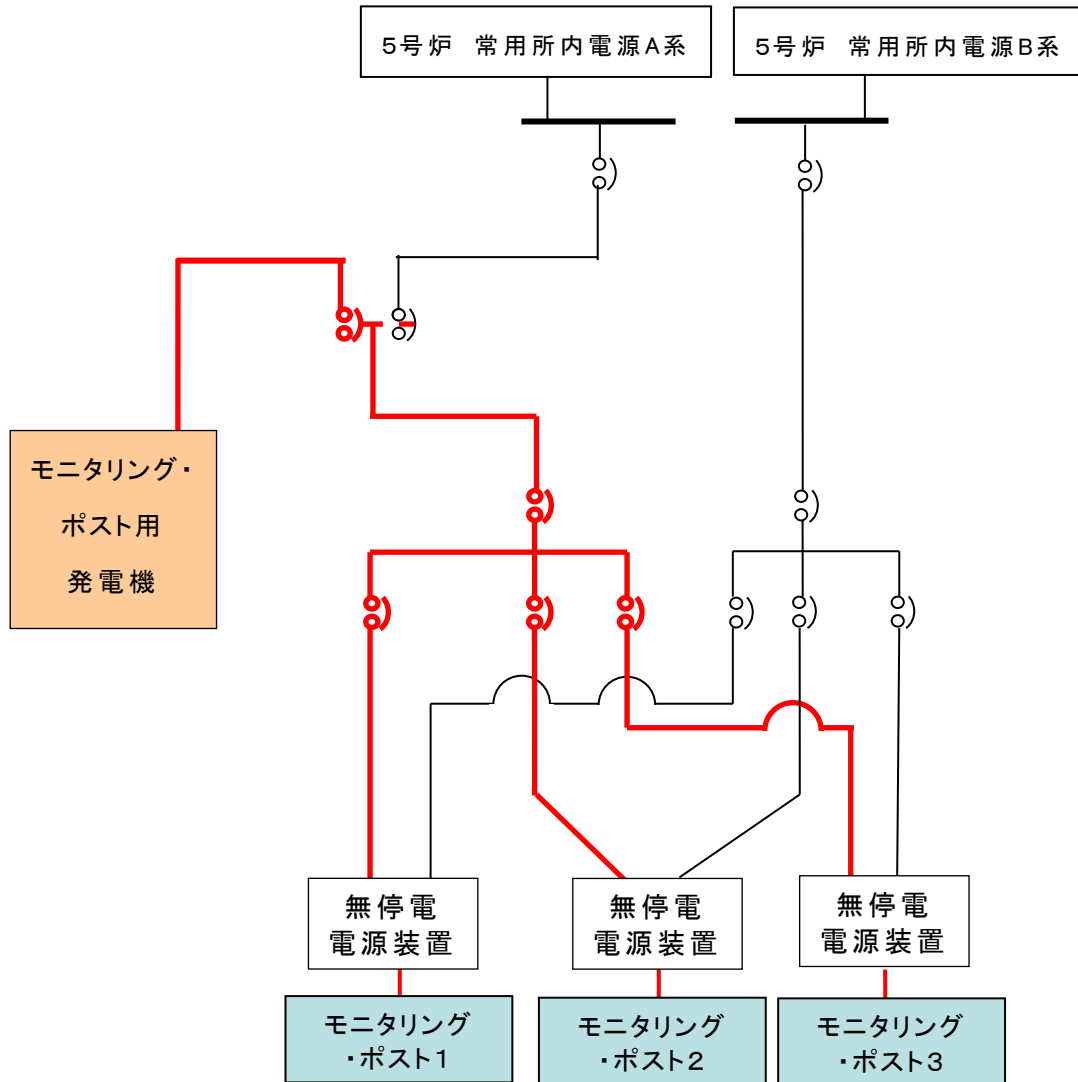 5号炉 常用所内電源A系
5号炉 常用所内電源B系
モニタリング・
ポスト用
発電機
無停電
電源装置
無停電
電源装置
無停電
電源装置
モニタリング
・ポスト1
モニタリング
・ポスト2
モニタリング
・ポスト3